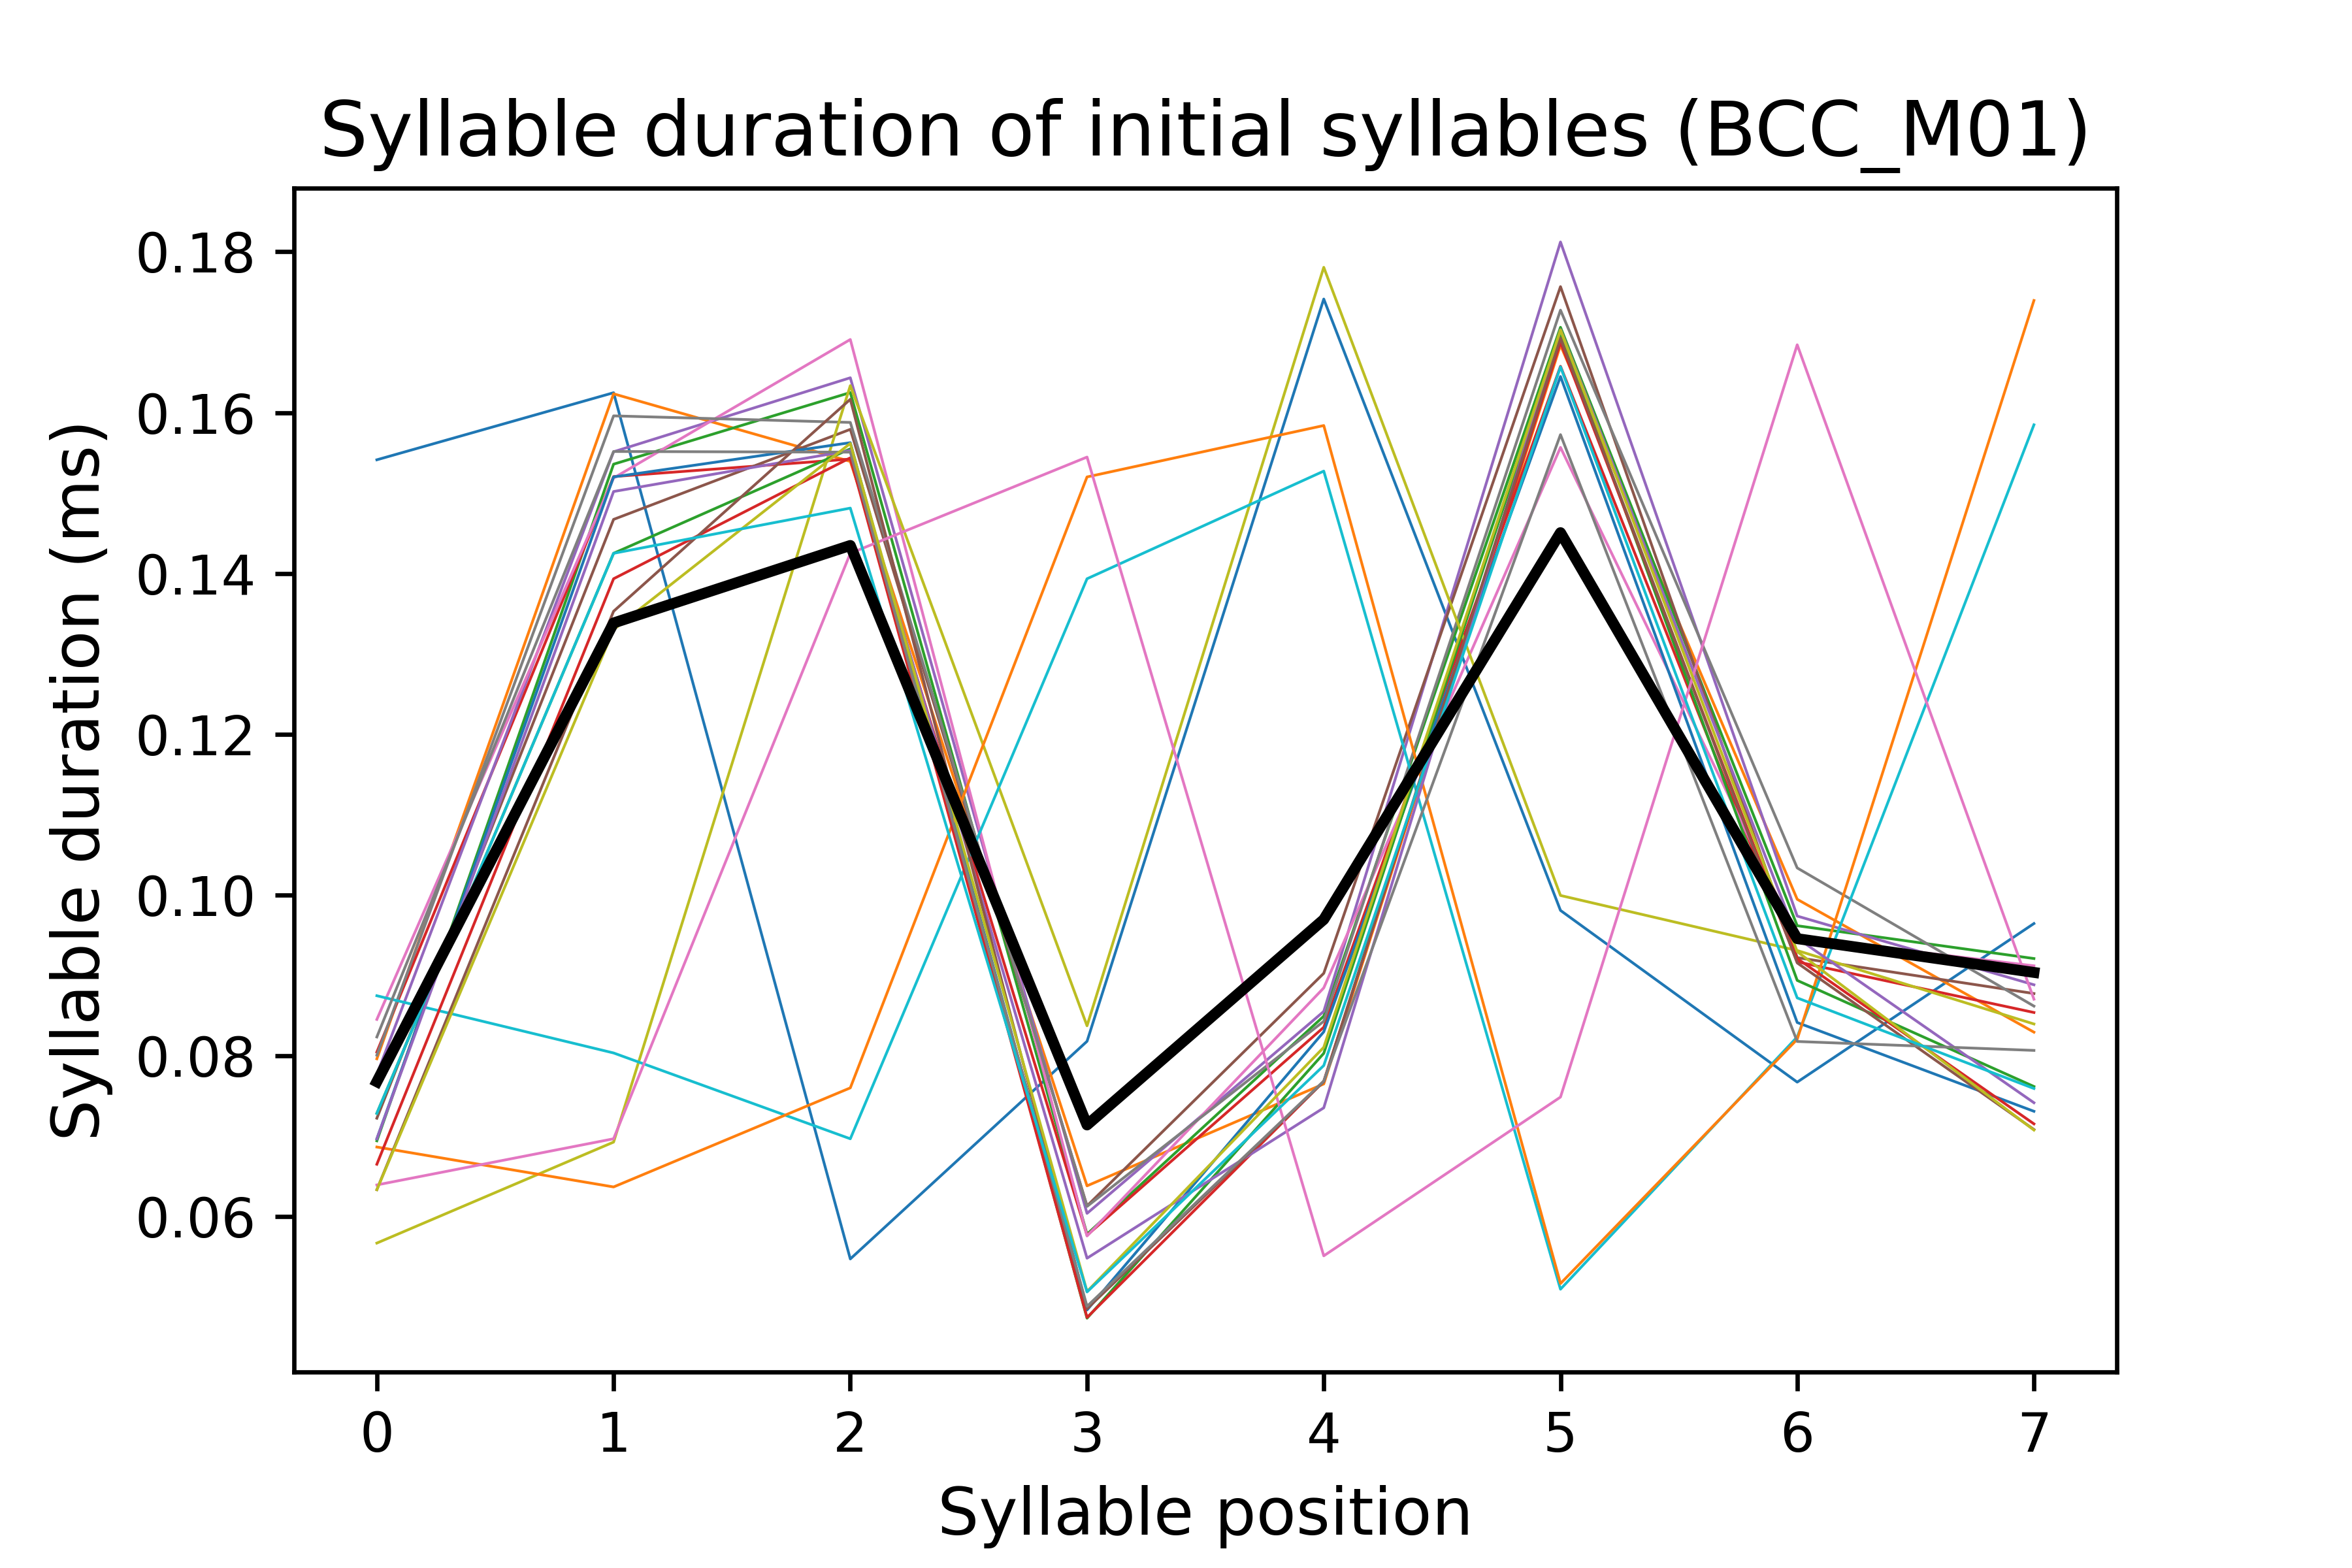 Syllable duration of initial syllables (BCC_M01)
0.18
0.16
0.14
0.12
0.10
0.08
0.06
Syllable duration (ms)
0 1 2 3 4 5 6 7
Syllable position